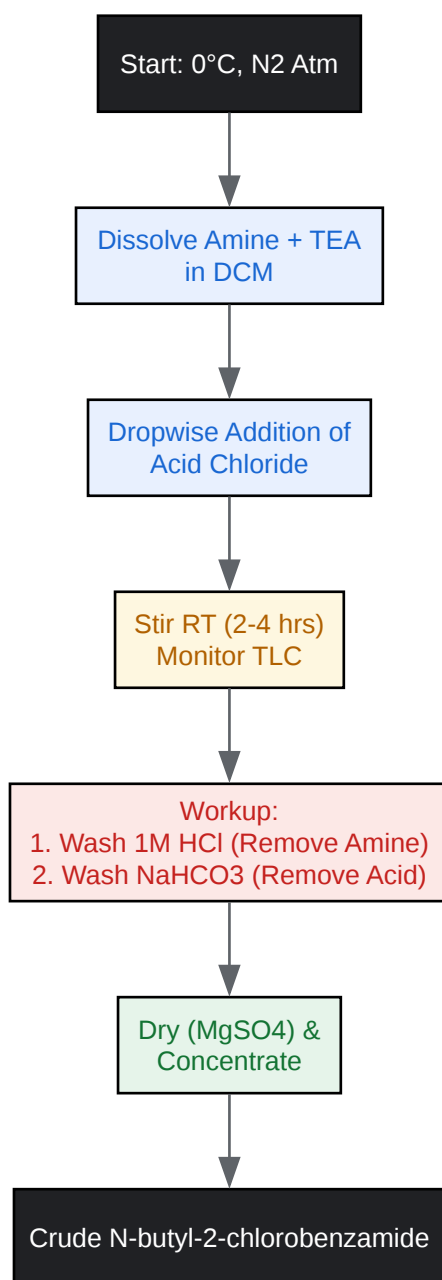 Start: 0°C, N2 Atm
Dissolve Amine + TEA
in DCM
Dropwise Addition of
Acid Chloride
Stir RT (2-4 hrs)
Monitor TLC
Workup:
1. Wash 1M HCl (Remove Amine)
2. Wash NaHCO3 (Remove Acid)
Dry (MgSO4) &
Concentrate
Crude N-butyl-2-chlorobenzamide